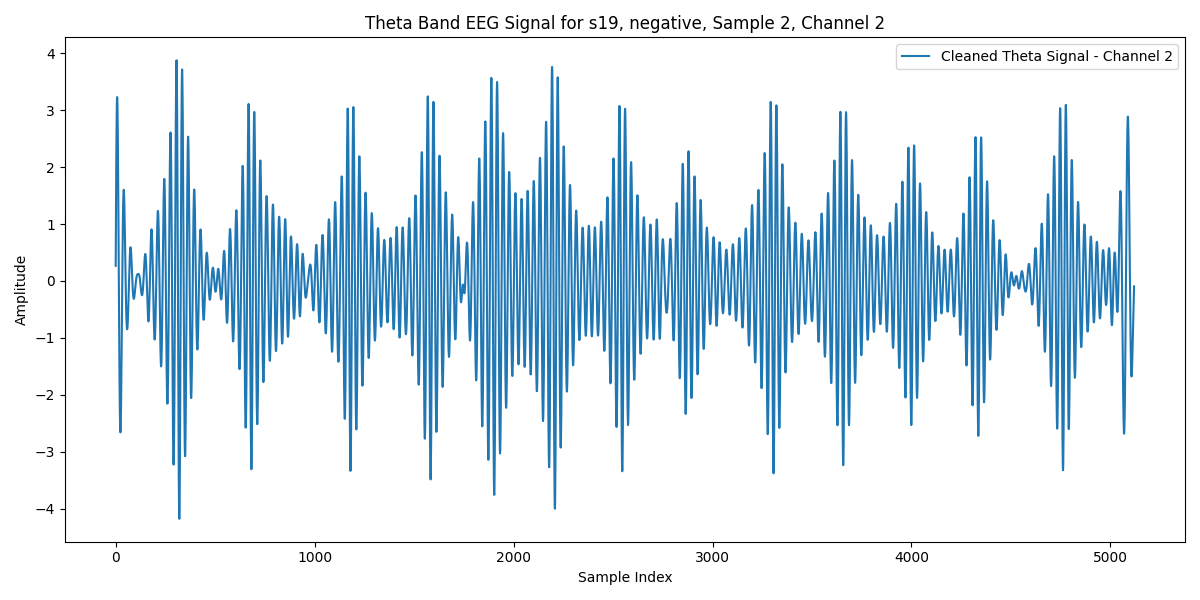 Theta Band EEG Signal for s19, negative, Sample 2, Channel 2
Cleaned Theta Signal - Channel 2
Amplitude
4
3
2
1
0
−1
−2
−3
−4
0 1000 2000 3000 4000 5000
Sample Index